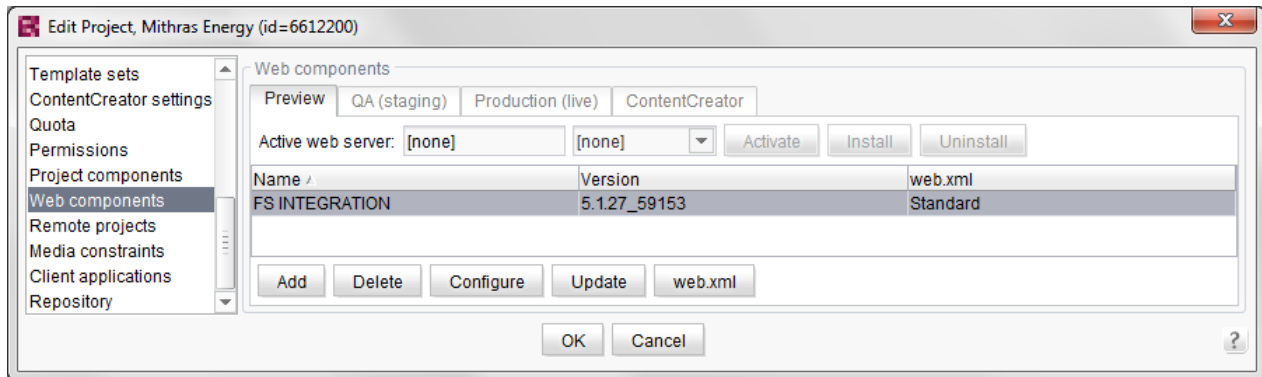 Edit Project, Mithras Energy (id=6612200)
Template sets
ContentCreator settings
Quota
Permissions
Project components
Web components
Remote projects
Media constraints
Client applications
Repository
Web components
Preview QA (staging) Production (live) ContentCreator
Active web server: [none] [none] Activate Install Uninstall
Name Version web.xml
FS INTEGRATION 5.1.27_59153 Standard
Add Delete Configure Update web.xml
OK Cancel ?